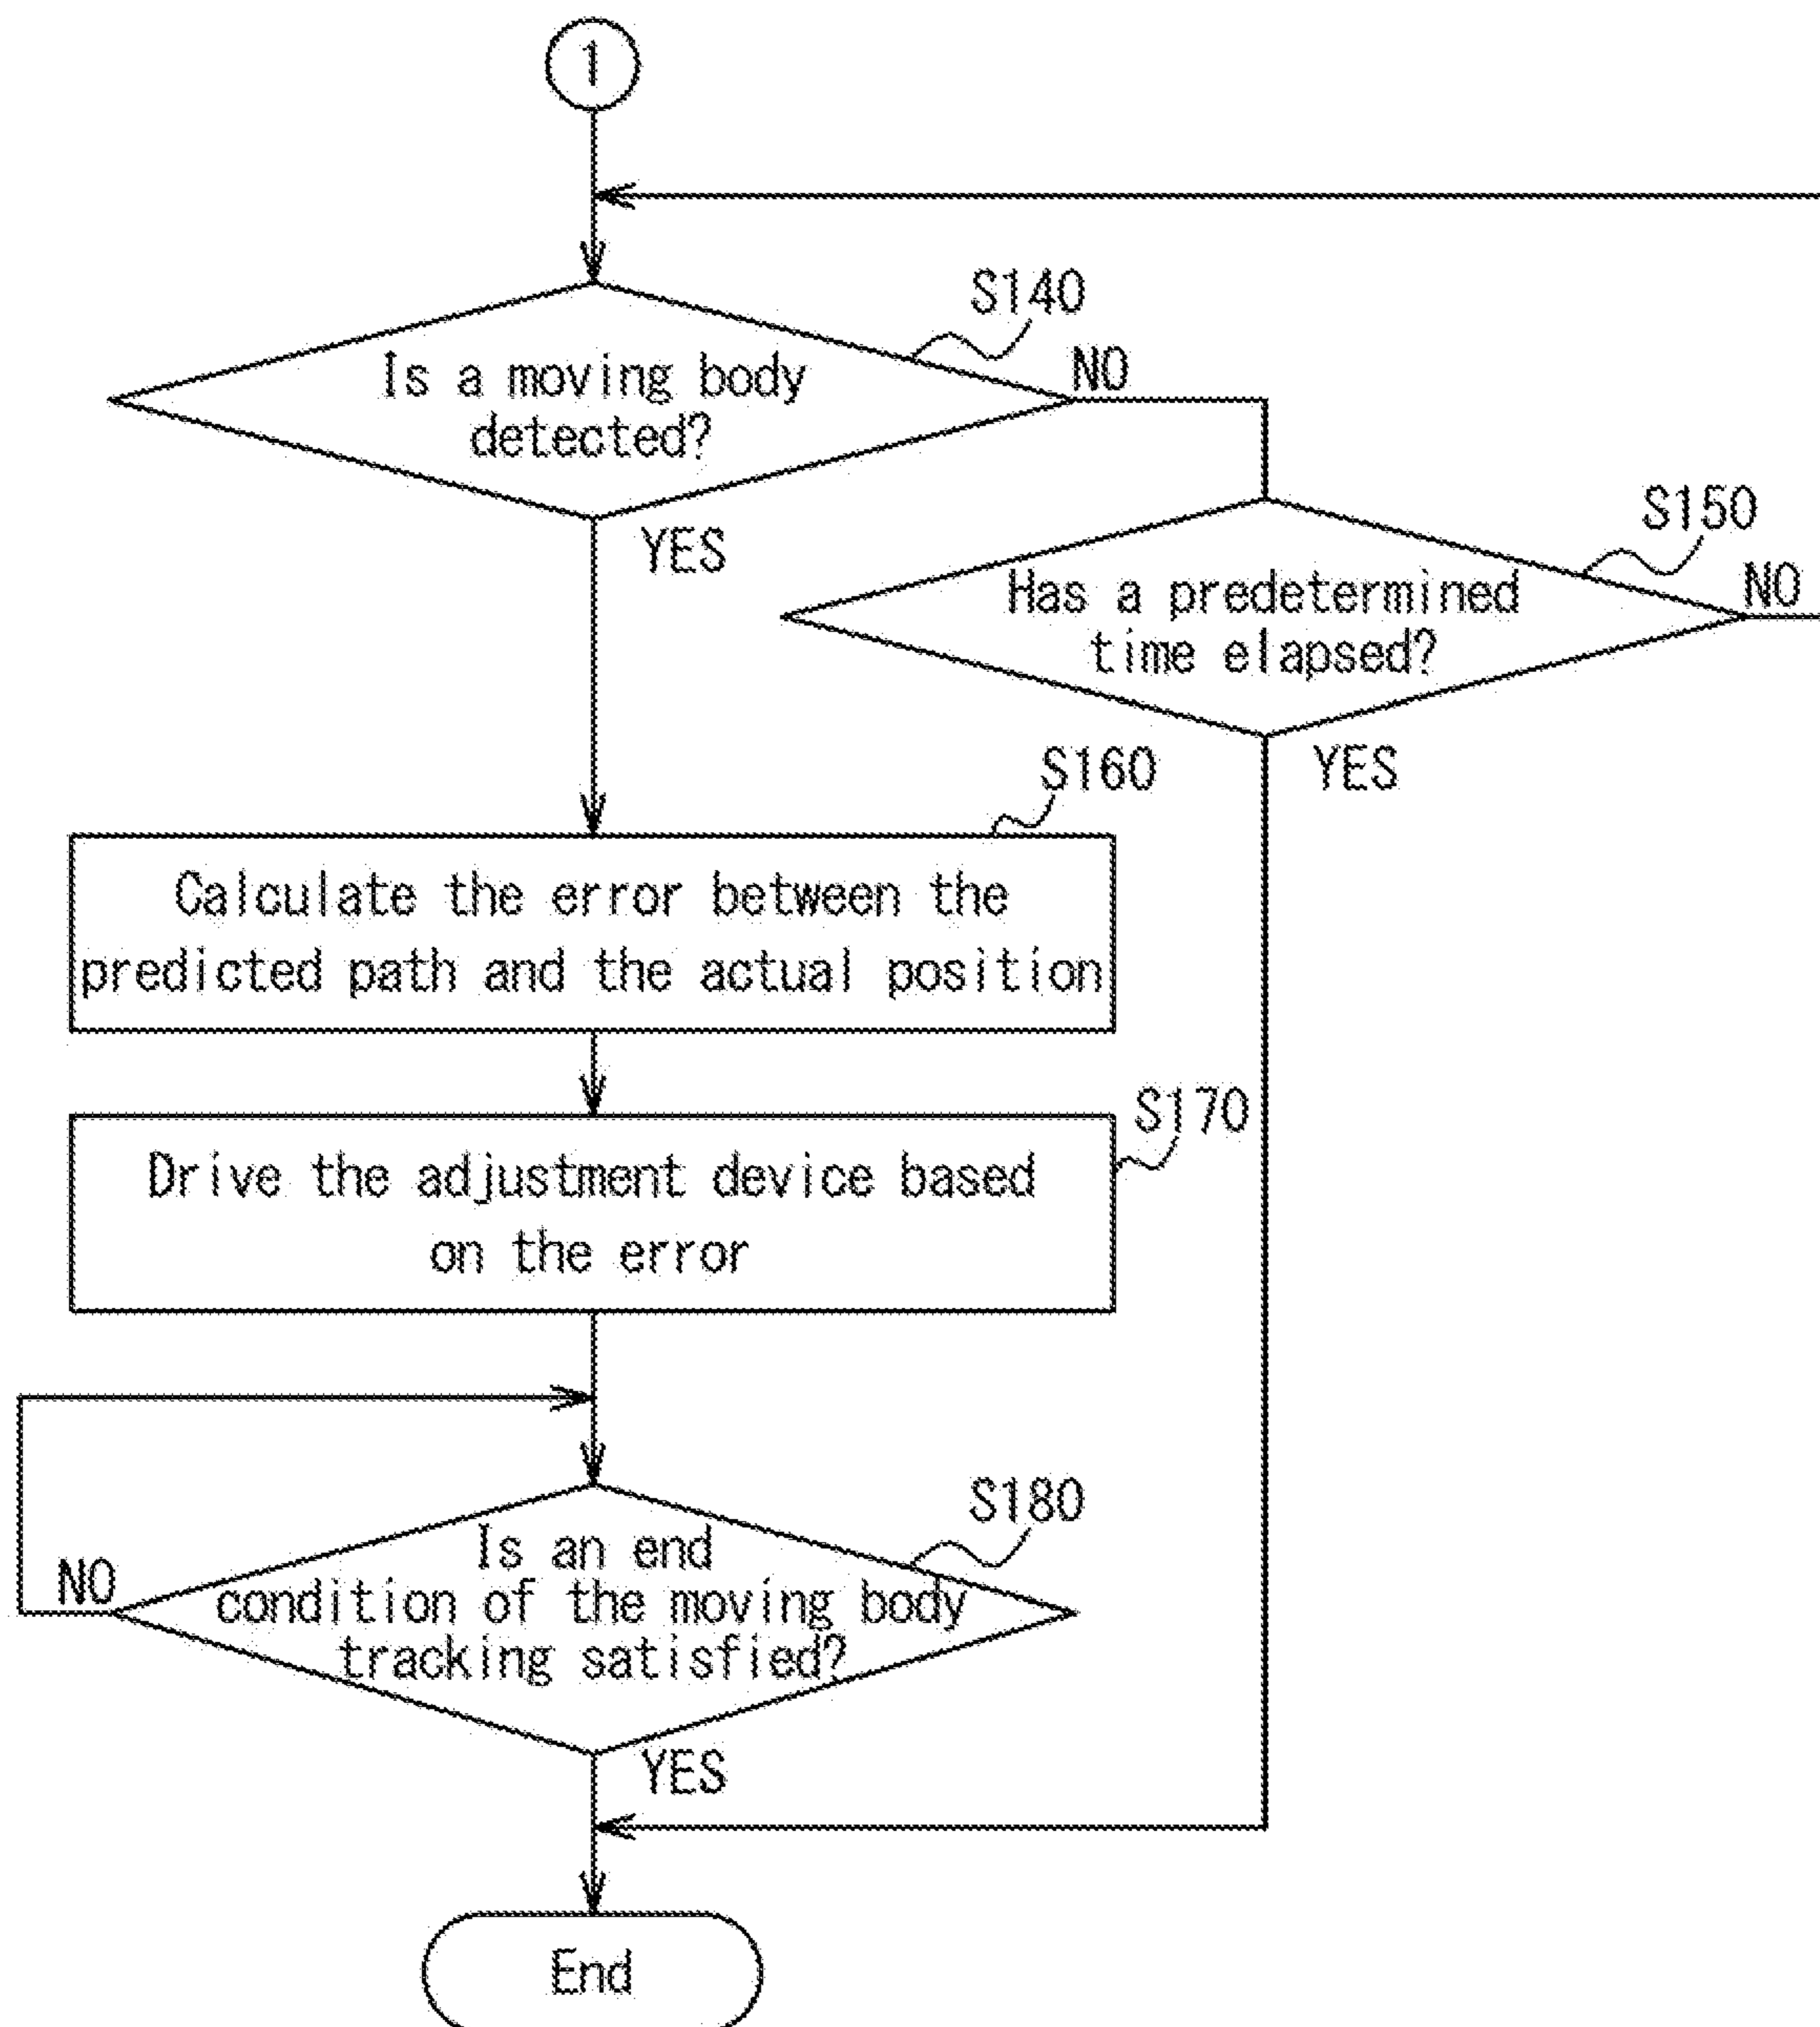 1
S140
Is a moving body
detected?
NO
YES
S150
Has a predetermined
time elapsed?
NO
YES
S160
Calculate the error between the
predicted path and the actual position
S170
Drive the adjustment device based
on the error
S180
Is an end
condition of the moving body
tracking satisfied?
NO
YES
End